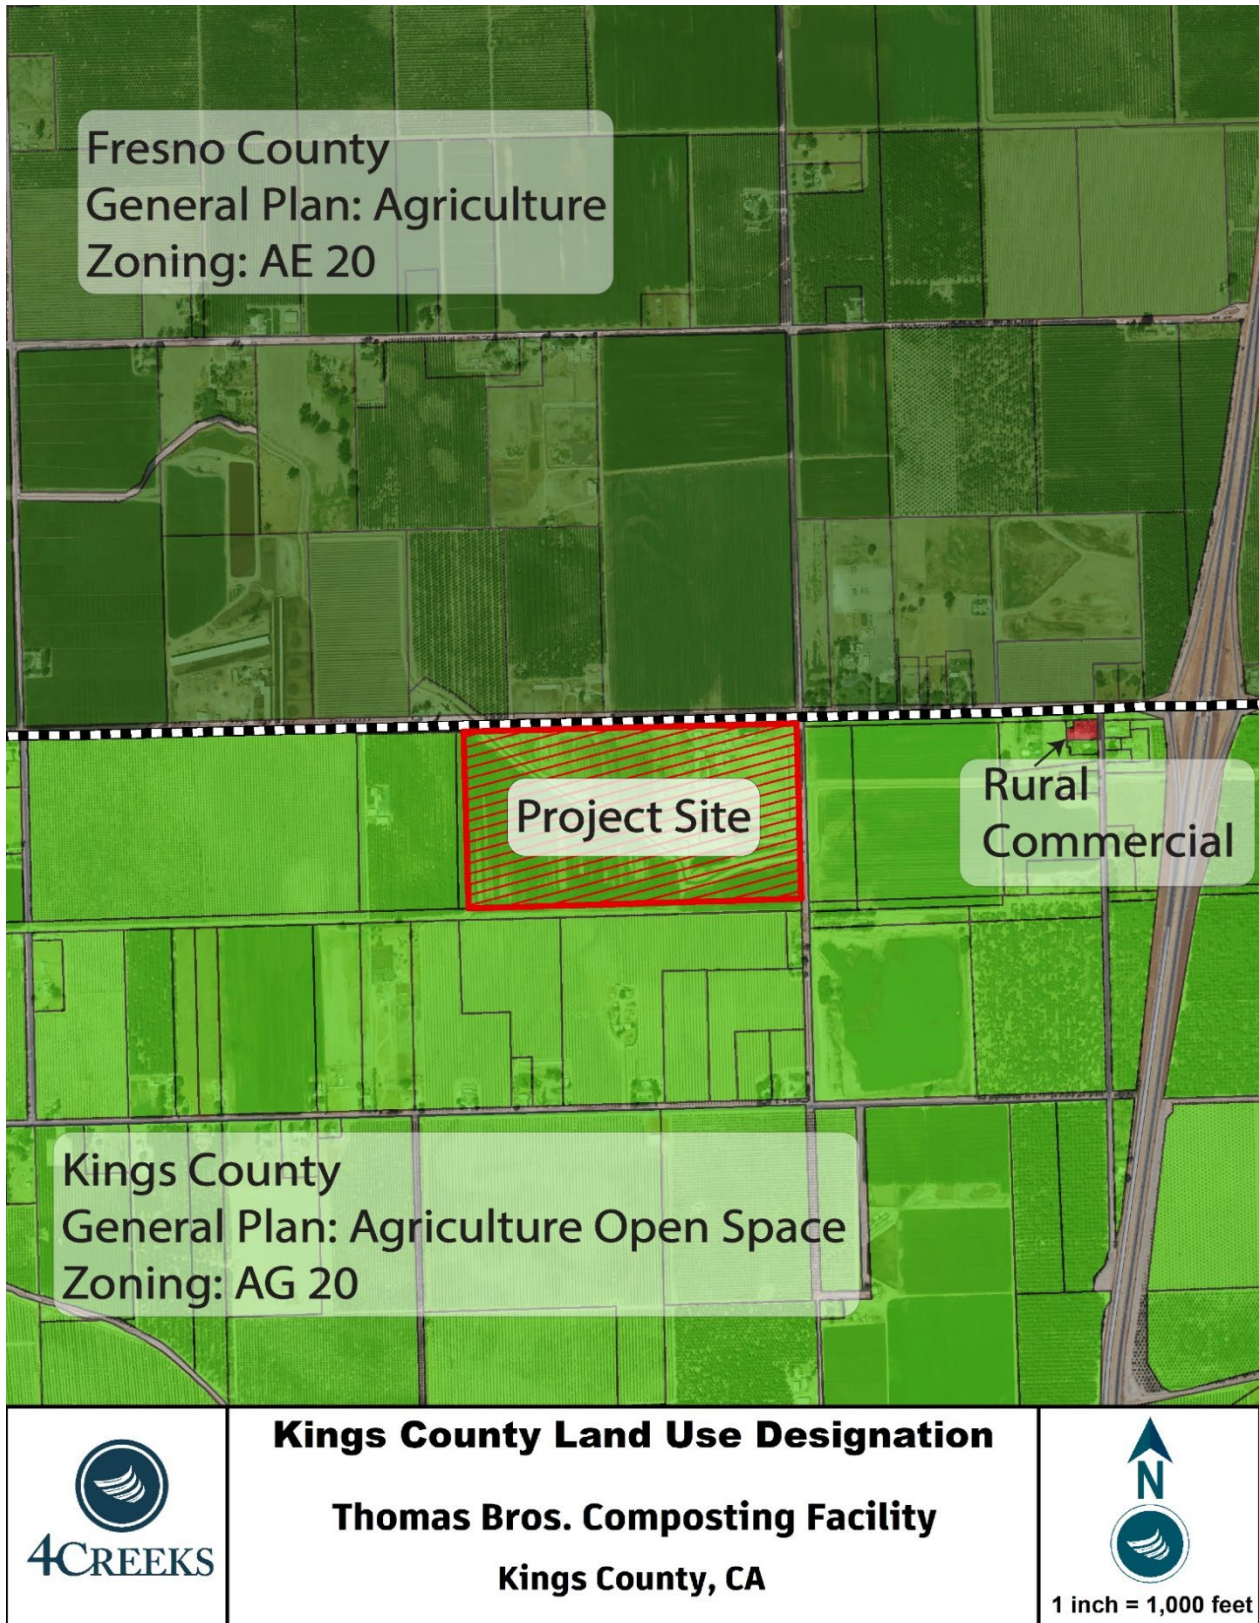 Fresno County
General Plan: Agriculture
Zoning: AE 20
Project Site
Rural
Commercial
Kings County
General Plan: Agriculture Open Space
Zoning: AG 20
4CREEKS
Kings County Land Use Designation
Thomas Bros. Composting Facility
Kings County, CA
N
1 inch = 1,000 feet